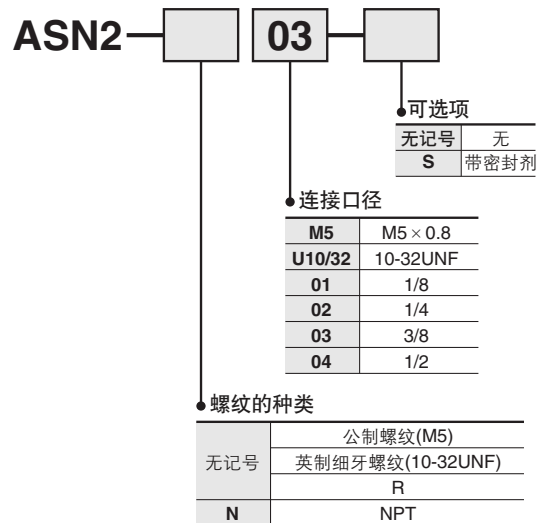 ASN2— 03 —
可选项
无记号 无
S 带密封剂
连接口径
M5 M5×0.8
U10/32 10-32UNF
01 1/8
02 1/4
03 3/8
04 1/2
螺纹的种类
无记号 公制螺纹(M5)
英制细牙螺纹(10-32UNF)
R
N NPT